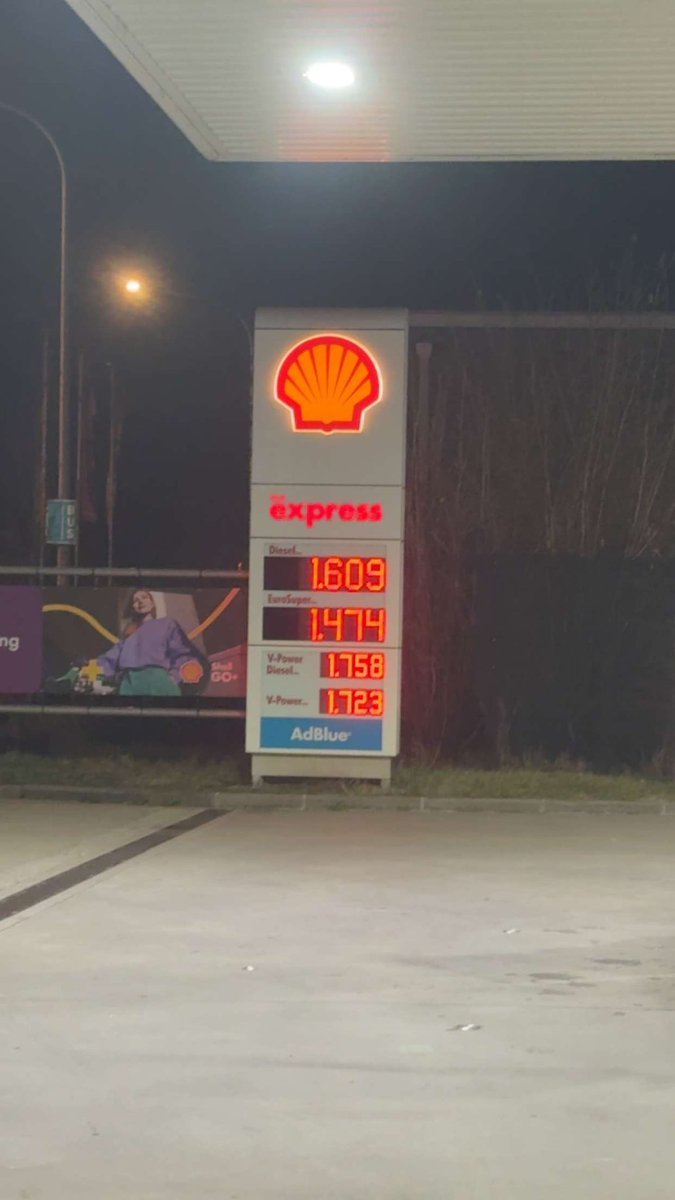 express
Diesel
1.609
EuroSuper
1.474
V-Power
Diesel
1.758
V-Power
1.723
AdBlue
BUS
ng
Shell
GO+